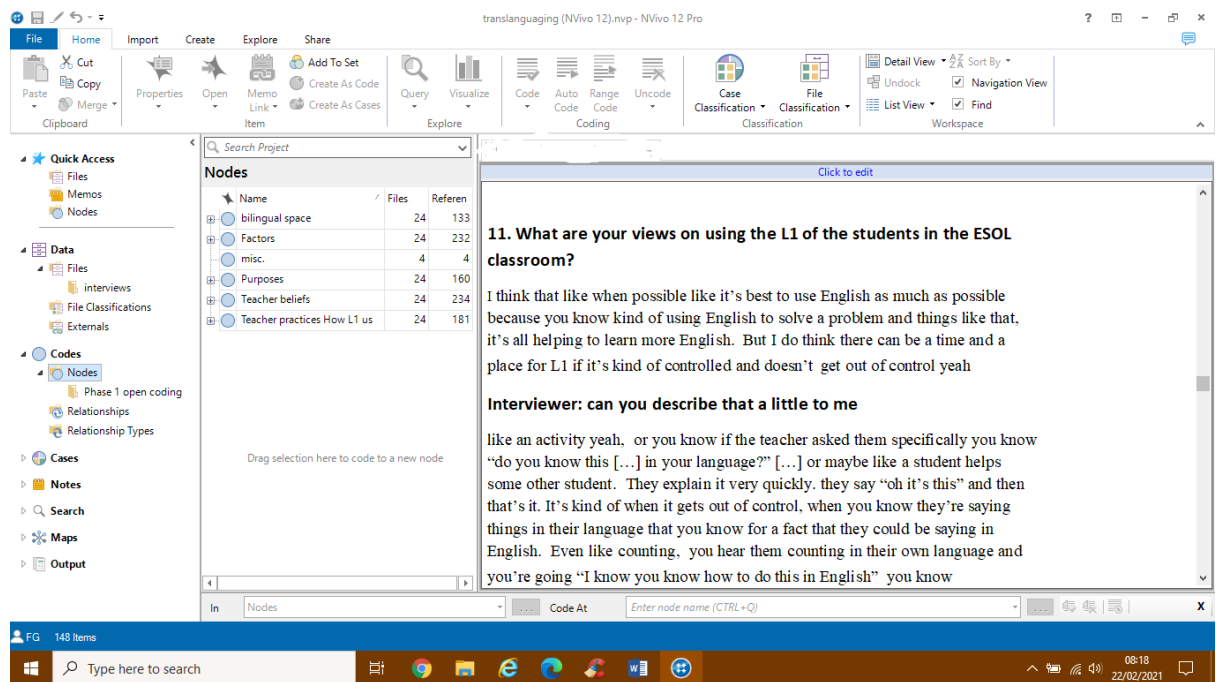 translanguaging (NVivo 12).nvp - NVivo 12 Pro
File Home Import Create Explore Share
Paste
Cut
Copy
Merge
Clipboard
Properties
Open
Memo
Link
Add To Set
Create As Code
Create As Cases
Item
Query
Visualize
Explore
Code
Auto
Code
Range
Code
Uncode
Coding
Case
Classification
File
Classification
Classification
Detail View
Sort By
Undock
Navigation View
List View
Find
Workspace
Quick Access
Files
Memos
Nodes
Data
Files
interviews
File Classifications
Externals
Codes
Nodes
Phase 1 open coding
Relationships
Relationship Types
Cases
Notes
Search
Maps
Output
Search Project
Nodes
Name Files Referen
bilingual space 24 133
Factors 24 232
misc. 4 4
Purposes 24 160
Teacher beliefs 24 234
Teacher practices How L1 us 24 181
Drag selection here to code to a new node
Click to edit
11. What are your views on using the L1 of the students in the ESOL
classroom?
I think that like when possible like it's best to use English as much as possible
because you know kind of using English to solve a problem and things like that,
it's all helping to learn more English. But I do think there can be a time and a
place for L1 if it's kind of controlled and doesn't get out of control yeah
Interviewer: can you describe that a little to me
like an activity yeah, or you know if the teacher asked them specifically you know
“do you know this […] in your language?” […] or maybe like a student helps
some other student. They explain it very quickly. they say “oh it's this” and then
that's it. It's kind of when it gets out of control, when you know they're saying
things in their language that you know for a fact that they could be saying in
English. Even like counting, you hear them counting in their own language and
you're going “I know you know how to do this in English” you know
In Nodes ... Code At Enter node name (CTRL+Q) ... X
FG 148 Items
Type here to search
08:18
22/02/2021